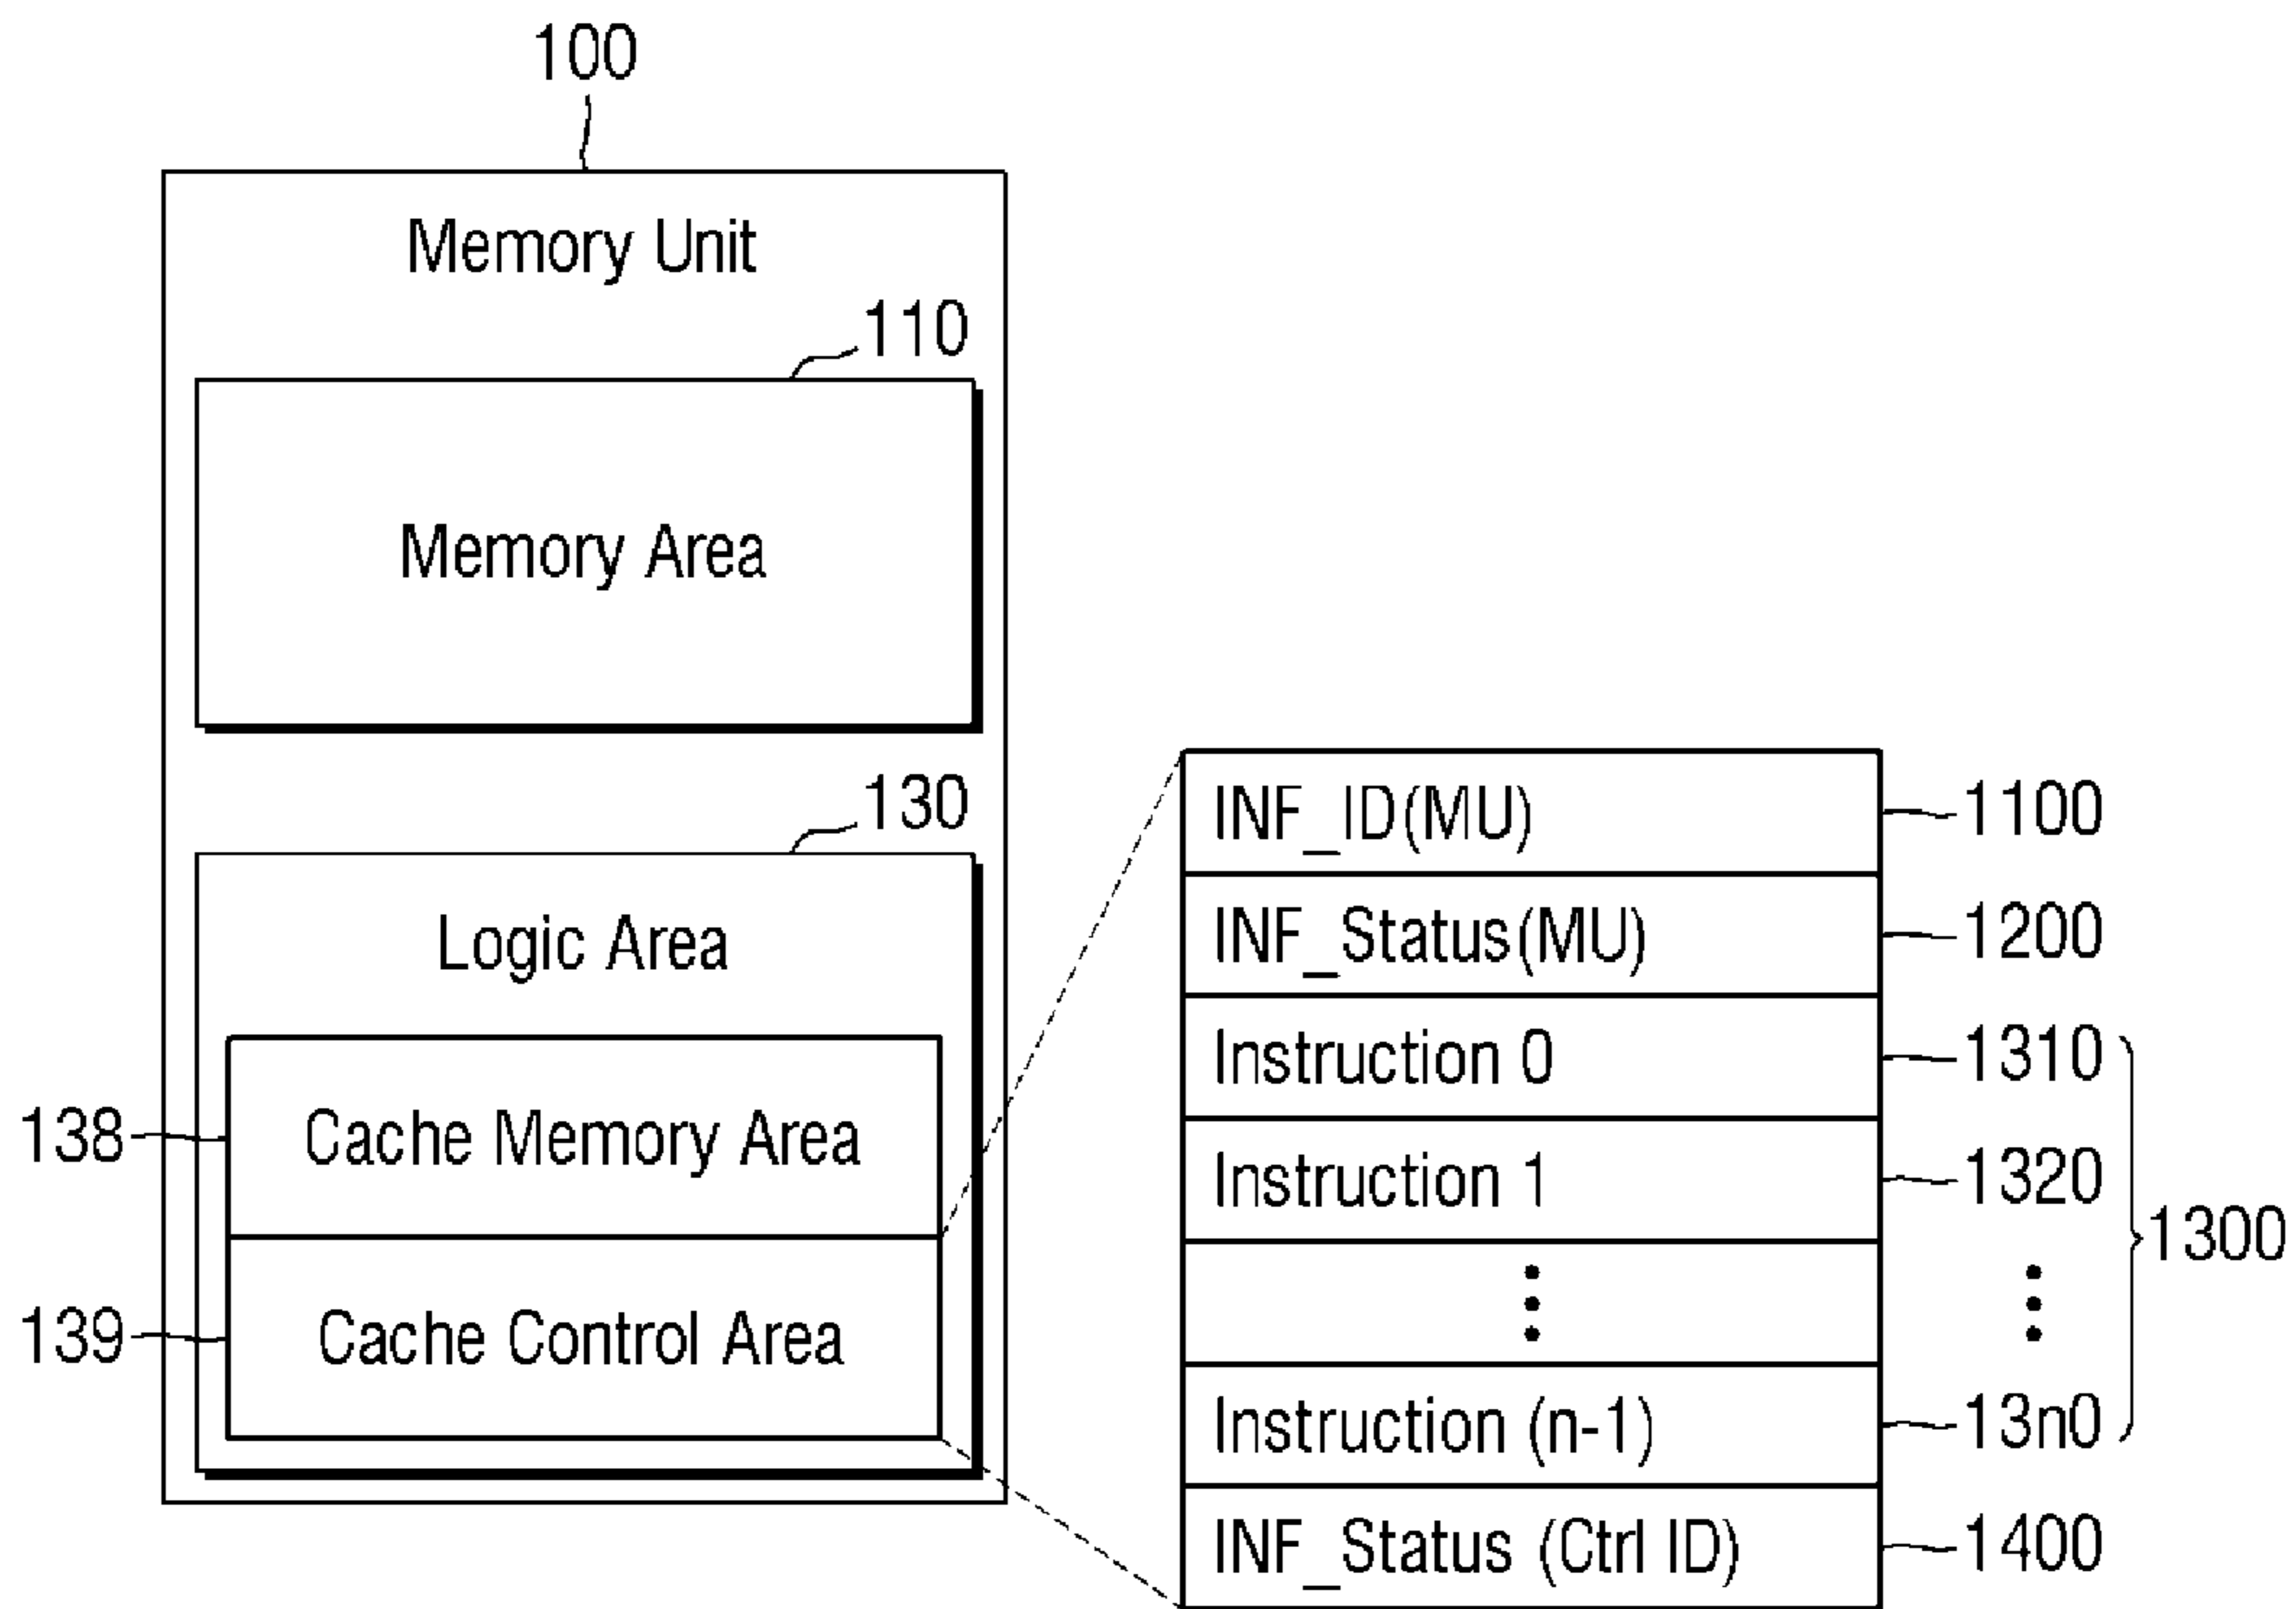 100
Memory Unit
110
Memory Area
130
Logic Area
138
Cache Memory Area
139
Cache Control Area
INF_ID(MU)
1100
INF_Status(MU)
1200
Instruction 0
1310
Instruction 1
1320
1300
Instruction (n-1)
13n0
INF_Status (Ctrl ID)
1400